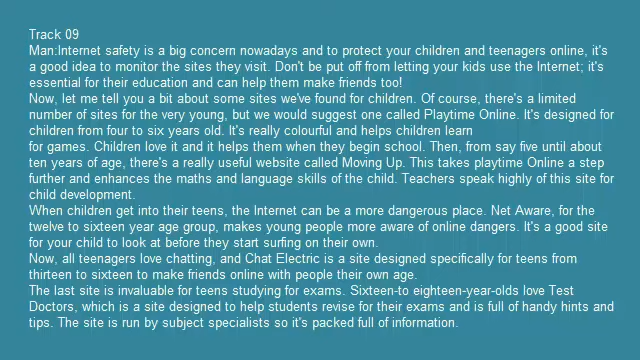 Track 09
Man:Internet safety is a big concern nowadays and to protect your children and teenagers online, it's
a good idea to monitor the sites they visit. Don't be put off from letting your kids use the Internet; it's
essential for their education and can help them make friends too!
Now, let me tell you a bit about some sites we've found for children. Of course, there's a limited
number of sites for the very young, but we would suggest one called Playtime Online. It's designed for
children from four to six years old. It's really colourful and helps children learn
for games. Children love it and it helps them when they begin school. Then, from say five until about
ten years of age, there's a really useful website called Moving Up. This takes playtime Online a step
further and enhances the maths and language skills of the child. Teachers speak highly of this site for
child development.
When children get into their teens, the Internet can be a more dangerous place. Net Aware, for the
twelve to sixteen year age group, makes young people more aware of online dangers. It's a good site
for your child to look at before they start surfing on their own.
Now, all teenagers love chatting, and Chat Electric is a site designed specifically for teens from
thirteen to sixteen to make friends online with people their own age.
The last site is invaluable for teens studying for exams. Sixteen-to eighteen-year-olds love Test
Doctors, which is a site designed to help students revise for their exams and is full of handy hints and
tips. The site is run by subject specialists so it's packed full of information.